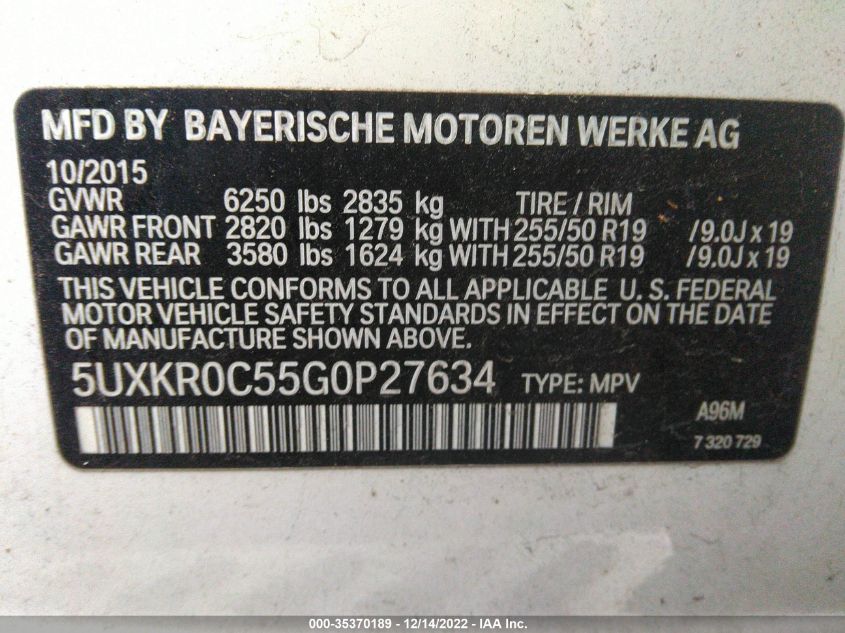 MFD BY BAYERISCHE MOTOREN WERKE AG
10/2015
GVWR 6250 lbs 2835 kg TIRE / RIM
GAWR FRONT 2820 lbs 1279 kg WITH 255/50 R19 /9.0J x 19
GAWR REAR 3580 lbs 1624 kg WITH 255/50 R19 /9.0J x 19
THIS VEHICLE CONFORMS TO ALL APPLICABLE U. S. FEDERAL
MOTOR VEHICLE SAFETY STANDARDS IN EFFECT ON THE DATE
OF MANUFACTURE SHOWN ABOVE.
5UXKR0C55G0P27634 TYPE: MPV
A96M
7 320 729
000-35370189 - 12/14/2022 - IAA Inc.